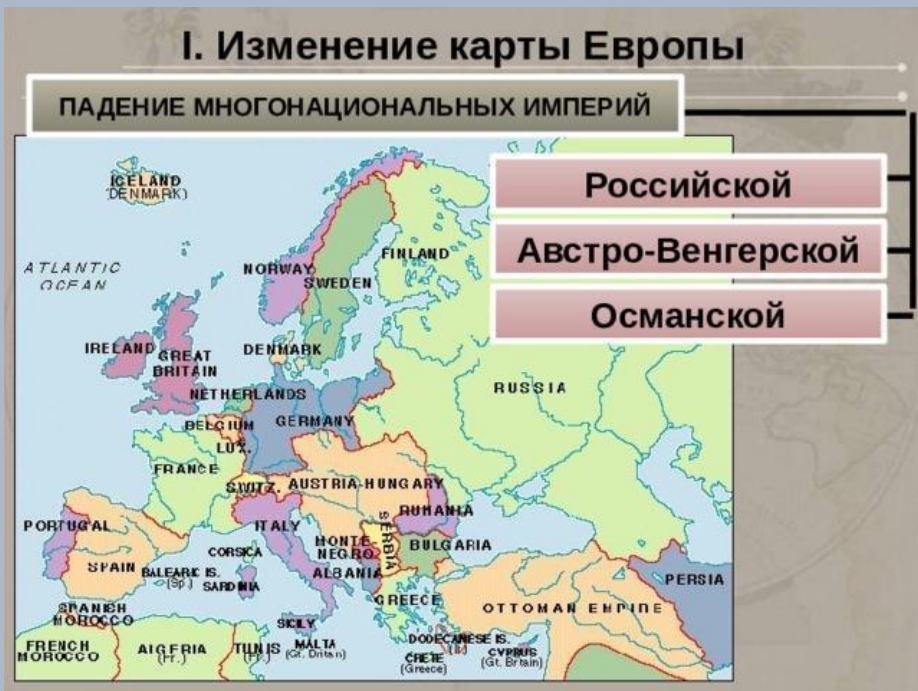 I. Изменение карты Европы
ПАДЕНИЕ МНОГОНАЦИОНАЛЬНЫХ ИМПЕРИЙ
Российской
Австро-Венгерской
Османской
ICELAND
(DENMARK)
ATLANTIC
OCEAN
NORWAY
SWEDEN
FINLAND
IRELAND
GREAT
BRITAIN
DENMARK
RUSSIA
NETHERLANDS
BELGIUM
GERMANY
LUX.
FRANCE
SWITZ.
AUSTRIA-HUNGARY
RUMANIA
PORTUGAL
ITALY
SERBIA
MONTE-
NEGRO
BULGARIA
CORSICA
SPAIN
BALEARIC IS.
(Sp.)
SARDINIA
ALBANIA
PERSIA
GREECE
OTTOMAN EMPIRE
SPANISH
MOROCCO
SICILY
FRENCH
MOROCCO
ALGERIA
(Fr.)
TUNIS
(Fr.)
MALTA
(Gt. Britan)
DODECANESE IS.
(It.)
CRETE
(Greece)
CYPRUS
(Gt. Britain)